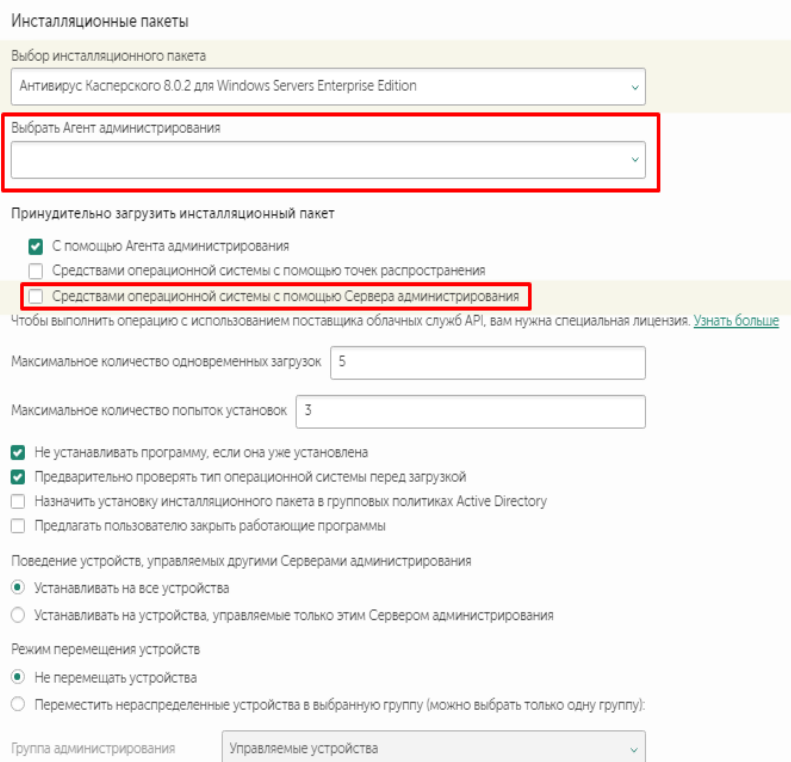 Инсталляционные пакеты
Выбор инсталляционного пакета
Антивирус Касперского 8.0.2 для Windows Servers Enterprise Edition
Выбрать Агент администрирования
Принудительно загрузить инсталляционный пакет
С помощью Агента администрирования
Средствами операционной системы с помощью точек распространения
Средствами операционной системы с помощью Сервера администрирования
Чтобы выполнить операцию с использованием поставщика облачных служб API, вам нужна специальная лицензия. Узнать больше
Максимальное количество одновременных загрузок 5
Максимальное количество попыток установок 3
Не устанавливать программу, если она уже установлена
Предварительно проверять тип операционной системы перед загрузкой
Назначить установку инсталляционного пакета в групповых политиках Active Directory
Предлагать пользователю закрыть работающие программы
Поведение устройств, управляемых другими Серверами администрирования
Устанавливать на все устройства
Устанавливать на устройства, управляемые только этим Сервером администрирования
Режим перемещения устройств
Не перемещать устройства
Переместить нераспределенные устройства в выбранную группу (можно выбрать только одну группу):
Группа администрирования Управляемые устройства